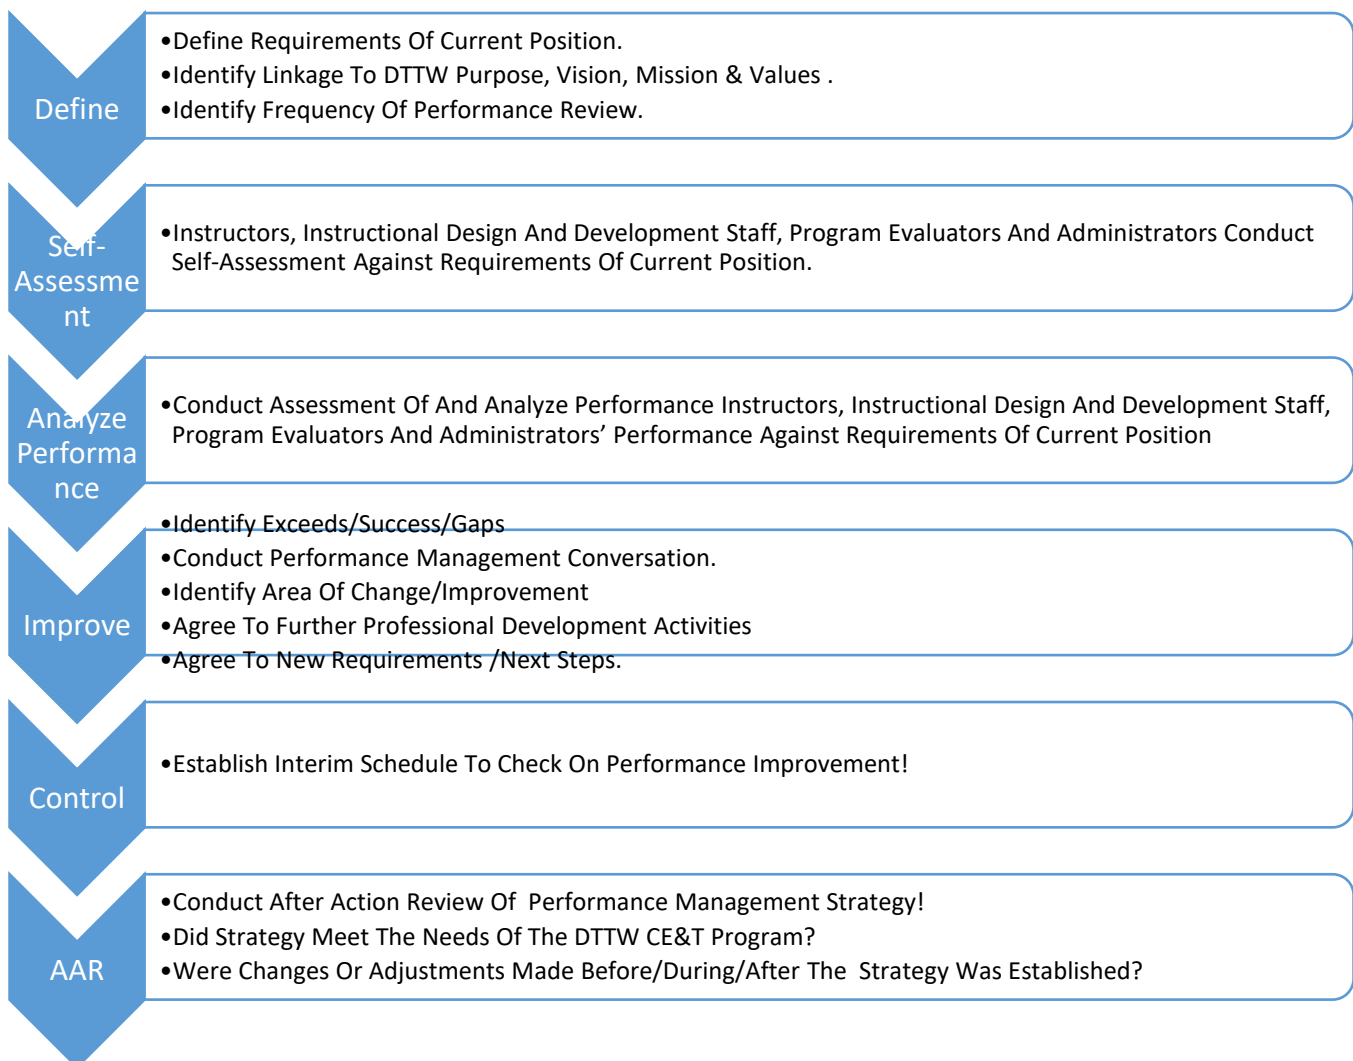 Define
•Define Requirements Of Current Position.
•Identify Linkage To DTTW Purpose, Vision, Mission & Values .
•Identify Frequency Of Performance Review.
Self-
Assessme
nt
•Instructors, Instructional Design And Development Staff, Program Evaluators And Administrators Conduct
Self-Assessment Against Requirements Of Current Position.
Analyze
Performa
nce
•Conduct Assessment Of And Analyze Performance Instructors, Instructional Design And Development Staff,
Program Evaluators And Administrators’ Performance Against Requirements Of Current Position
Improve
•Identify Exceeds/Success/Gaps
•Conduct Performance Management Conversation.
•Identify Area Of Change/Improvement
•Agree To Further Professional Development Activities
•Agree To New Requirements /Next Steps.
Control
•Establish Interim Schedule To Check On Performance Improvement!
AAR
•Conduct After Action Review Of  Performance Management Strategy!
•Did Strategy Meet The Needs Of The DTTW CE&T Program?
•Were Changes Or Adjustments Made Before/During/After The  Strategy Was Established?